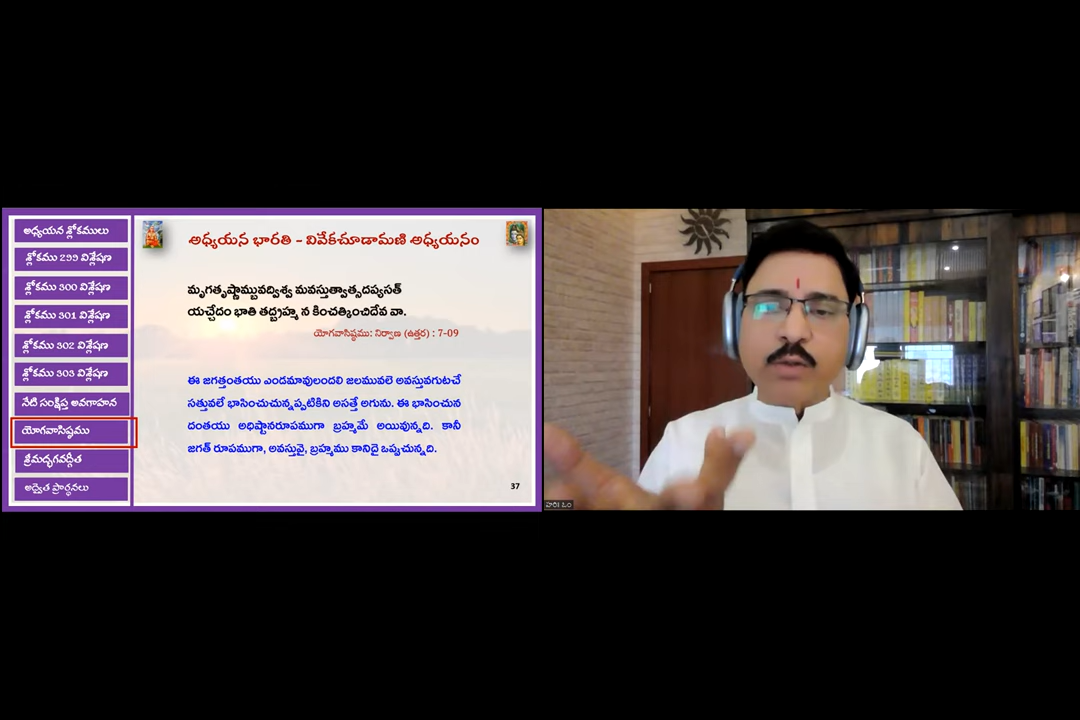 అధ్యయన శ్లోకములు
శ్లోకము 299 విశ్లేషణ
శ్లోకము 300 విశ్లేషణ
శ్లోకము 301 విశ్లేషణ
శ్లోకము 302 విశ్లేషణ
శ్లోకము 303 విశ్లేషణ
నేటి సంక్షిప్త అవగాహన
యోగవాసిష్ఠము
శ్రీమద్భగవద్గీత
అద్వైత ప్రార్థనలు
అధ్యయన భారతి – వివేకచూడామణి అధ్యయనం
మృగతృష్ణామ్బువద్విశ్వ మవస్తుత్వాత్సదప్యసత్
యచ్చేదం భాతి తద్బ్రహ్మ న కించిత్కించిదేవ వా.
యోగవాసిష్ఠము: నిర్వాణ (ఉత్తర) : 7-09
ఈ జగత్తంతయు ఎండమావులందలి జలమువలె అవస్తువగుటచే
సత్తువలే భాసించుచున్నప్పటికిని అసత్తే అగును. ఈ భాసించున
దంతయు అధిష్టానరూపముగా బ్రహ్మమే అయివున్నది. కానీ
జగత్ రూపముగా, అవస్తువై, బ్రహ్మము కానిదై ఒప్పచున్నది.
37
హరిః ఓం